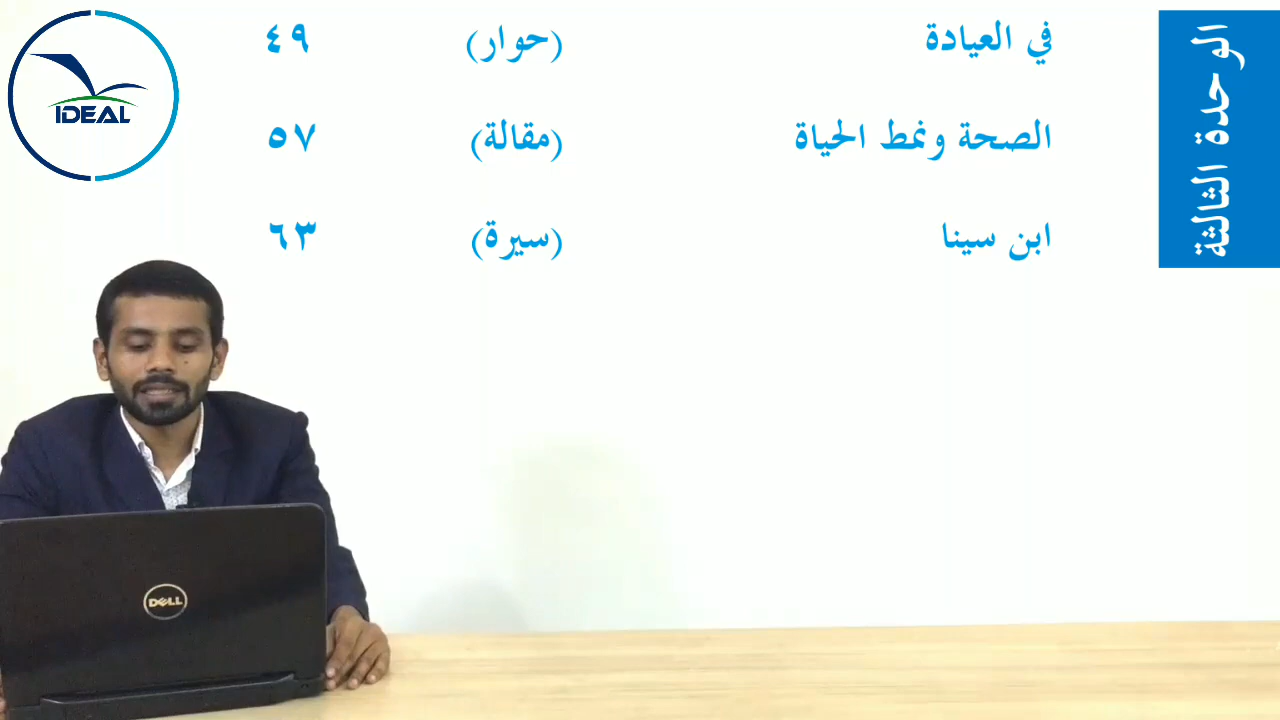 الوحدة الثالثة
في العيادة (حوار) ٤٩
الصحة ونمط الحياة (مقالة) ٥٧
ابن سينا (سيرة) ٦٣
IDEAL
DELL